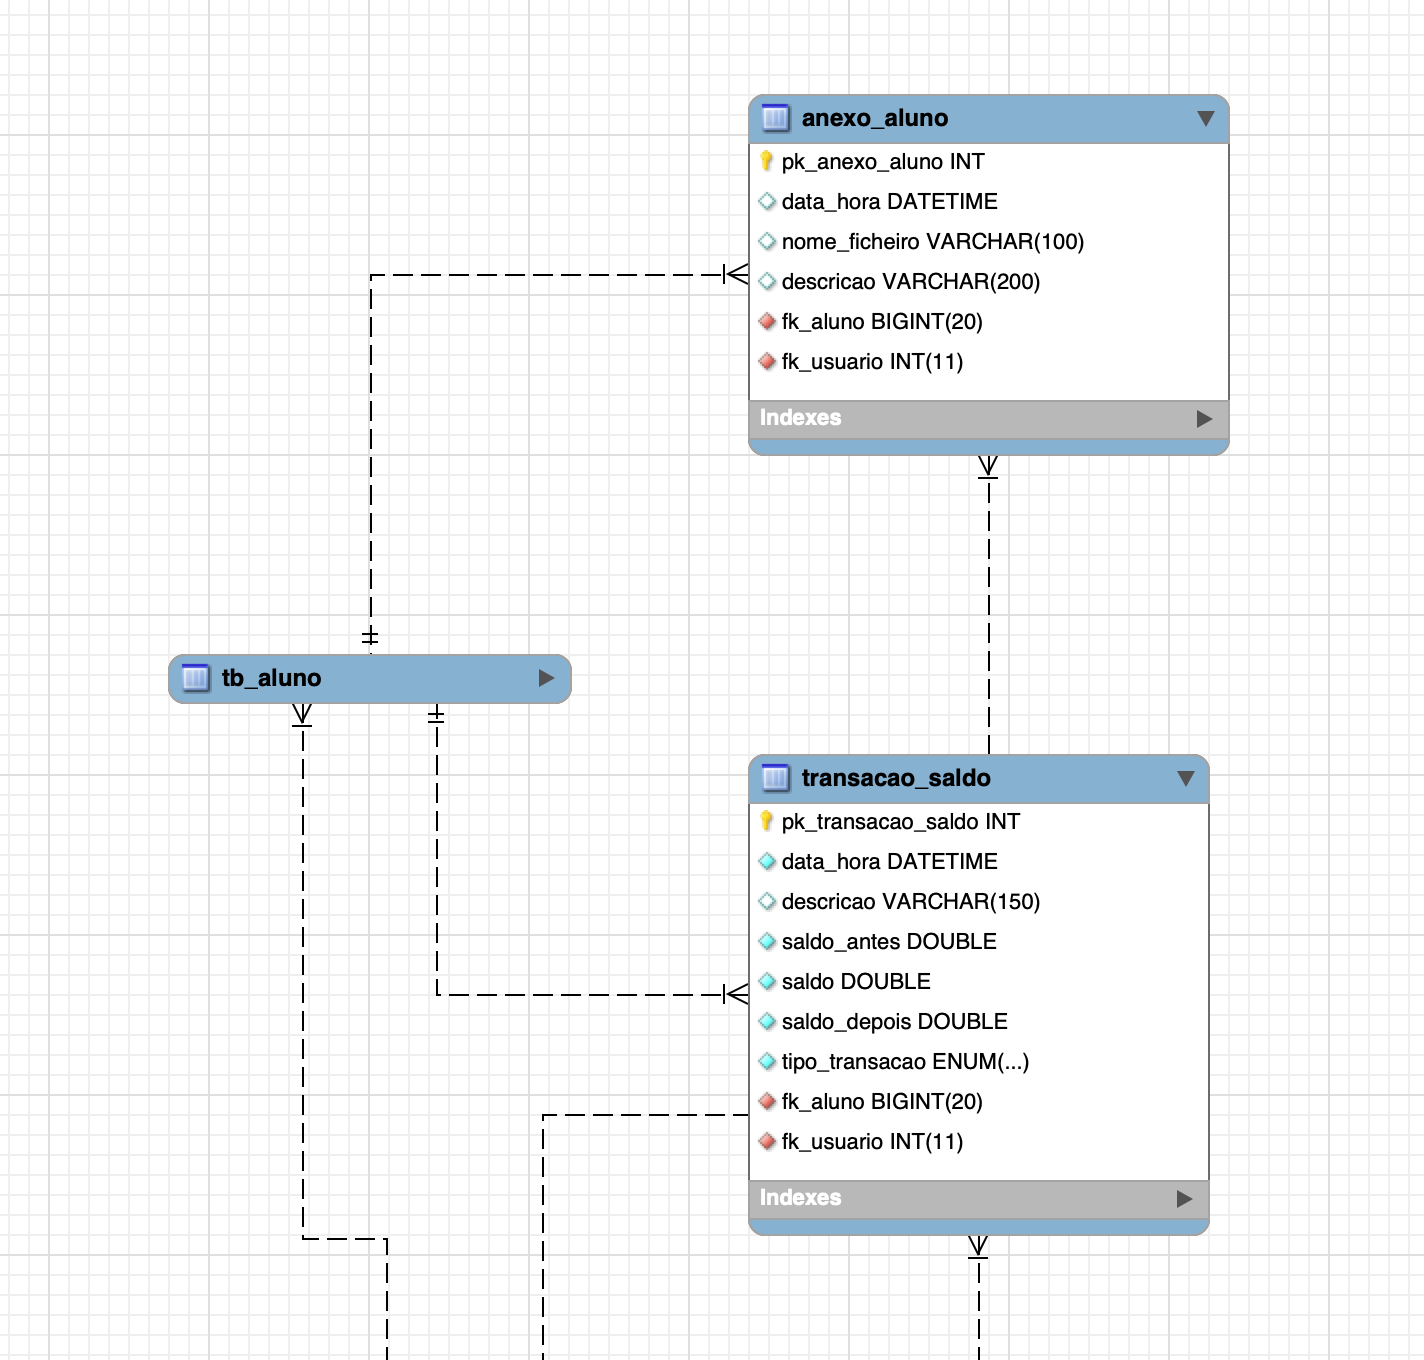 anexo_aluno
pk_anexo_aluno INT
data_hora DATETIME
nome_ficheiro VARCHAR(100)
descricao VARCHAR(200)
fk_aluno BIGINT(20)
fk_usuario INT(11)
Indexes
tb_aluno
transacao_saldo
pk_transacao_saldo INT
data_hora DATETIME
descricao VARCHAR(150)
saldo_antes DOUBLE
saldo DOUBLE
saldo_depois DOUBLE
tipo_transacao ENUM(...)
fk_aluno BIGINT(20)
fk_usuario INT(11)
Indexes